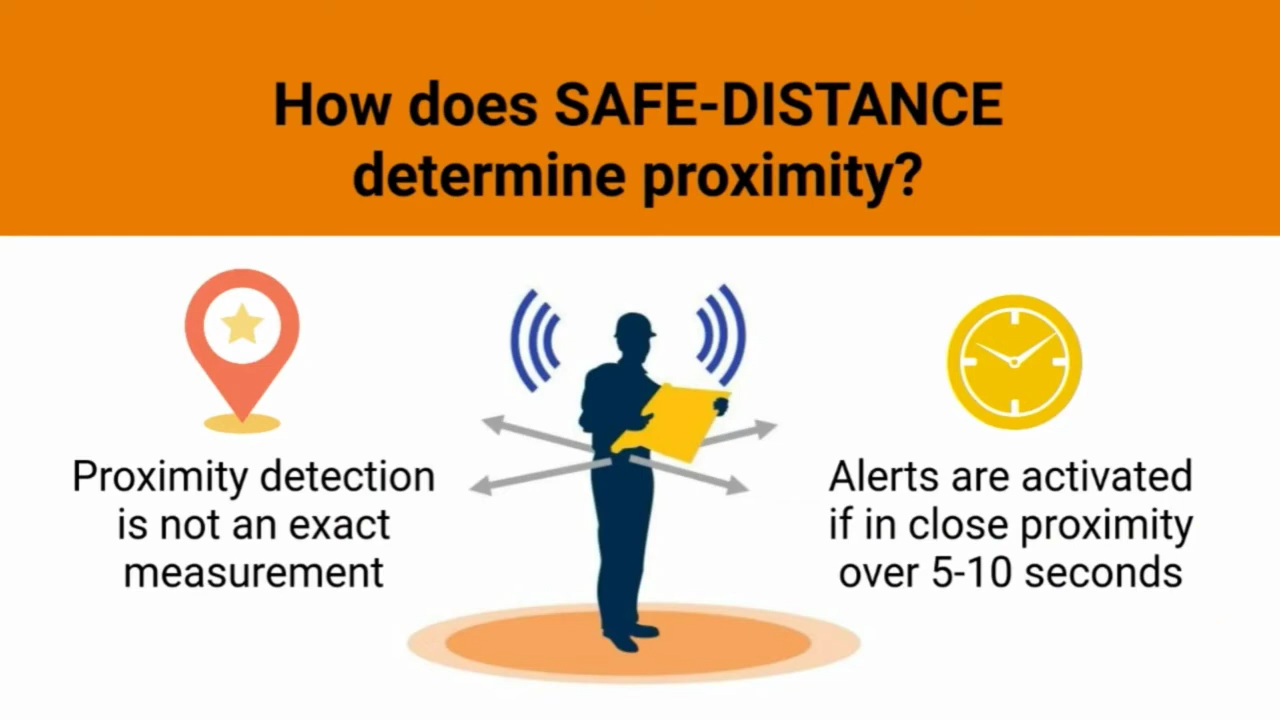 How does SAFE-DISTANCE
determine proximity?
Proximity detection
is not an exact
measurement
Alerts are activated
if in close proximity
over 5-10 seconds